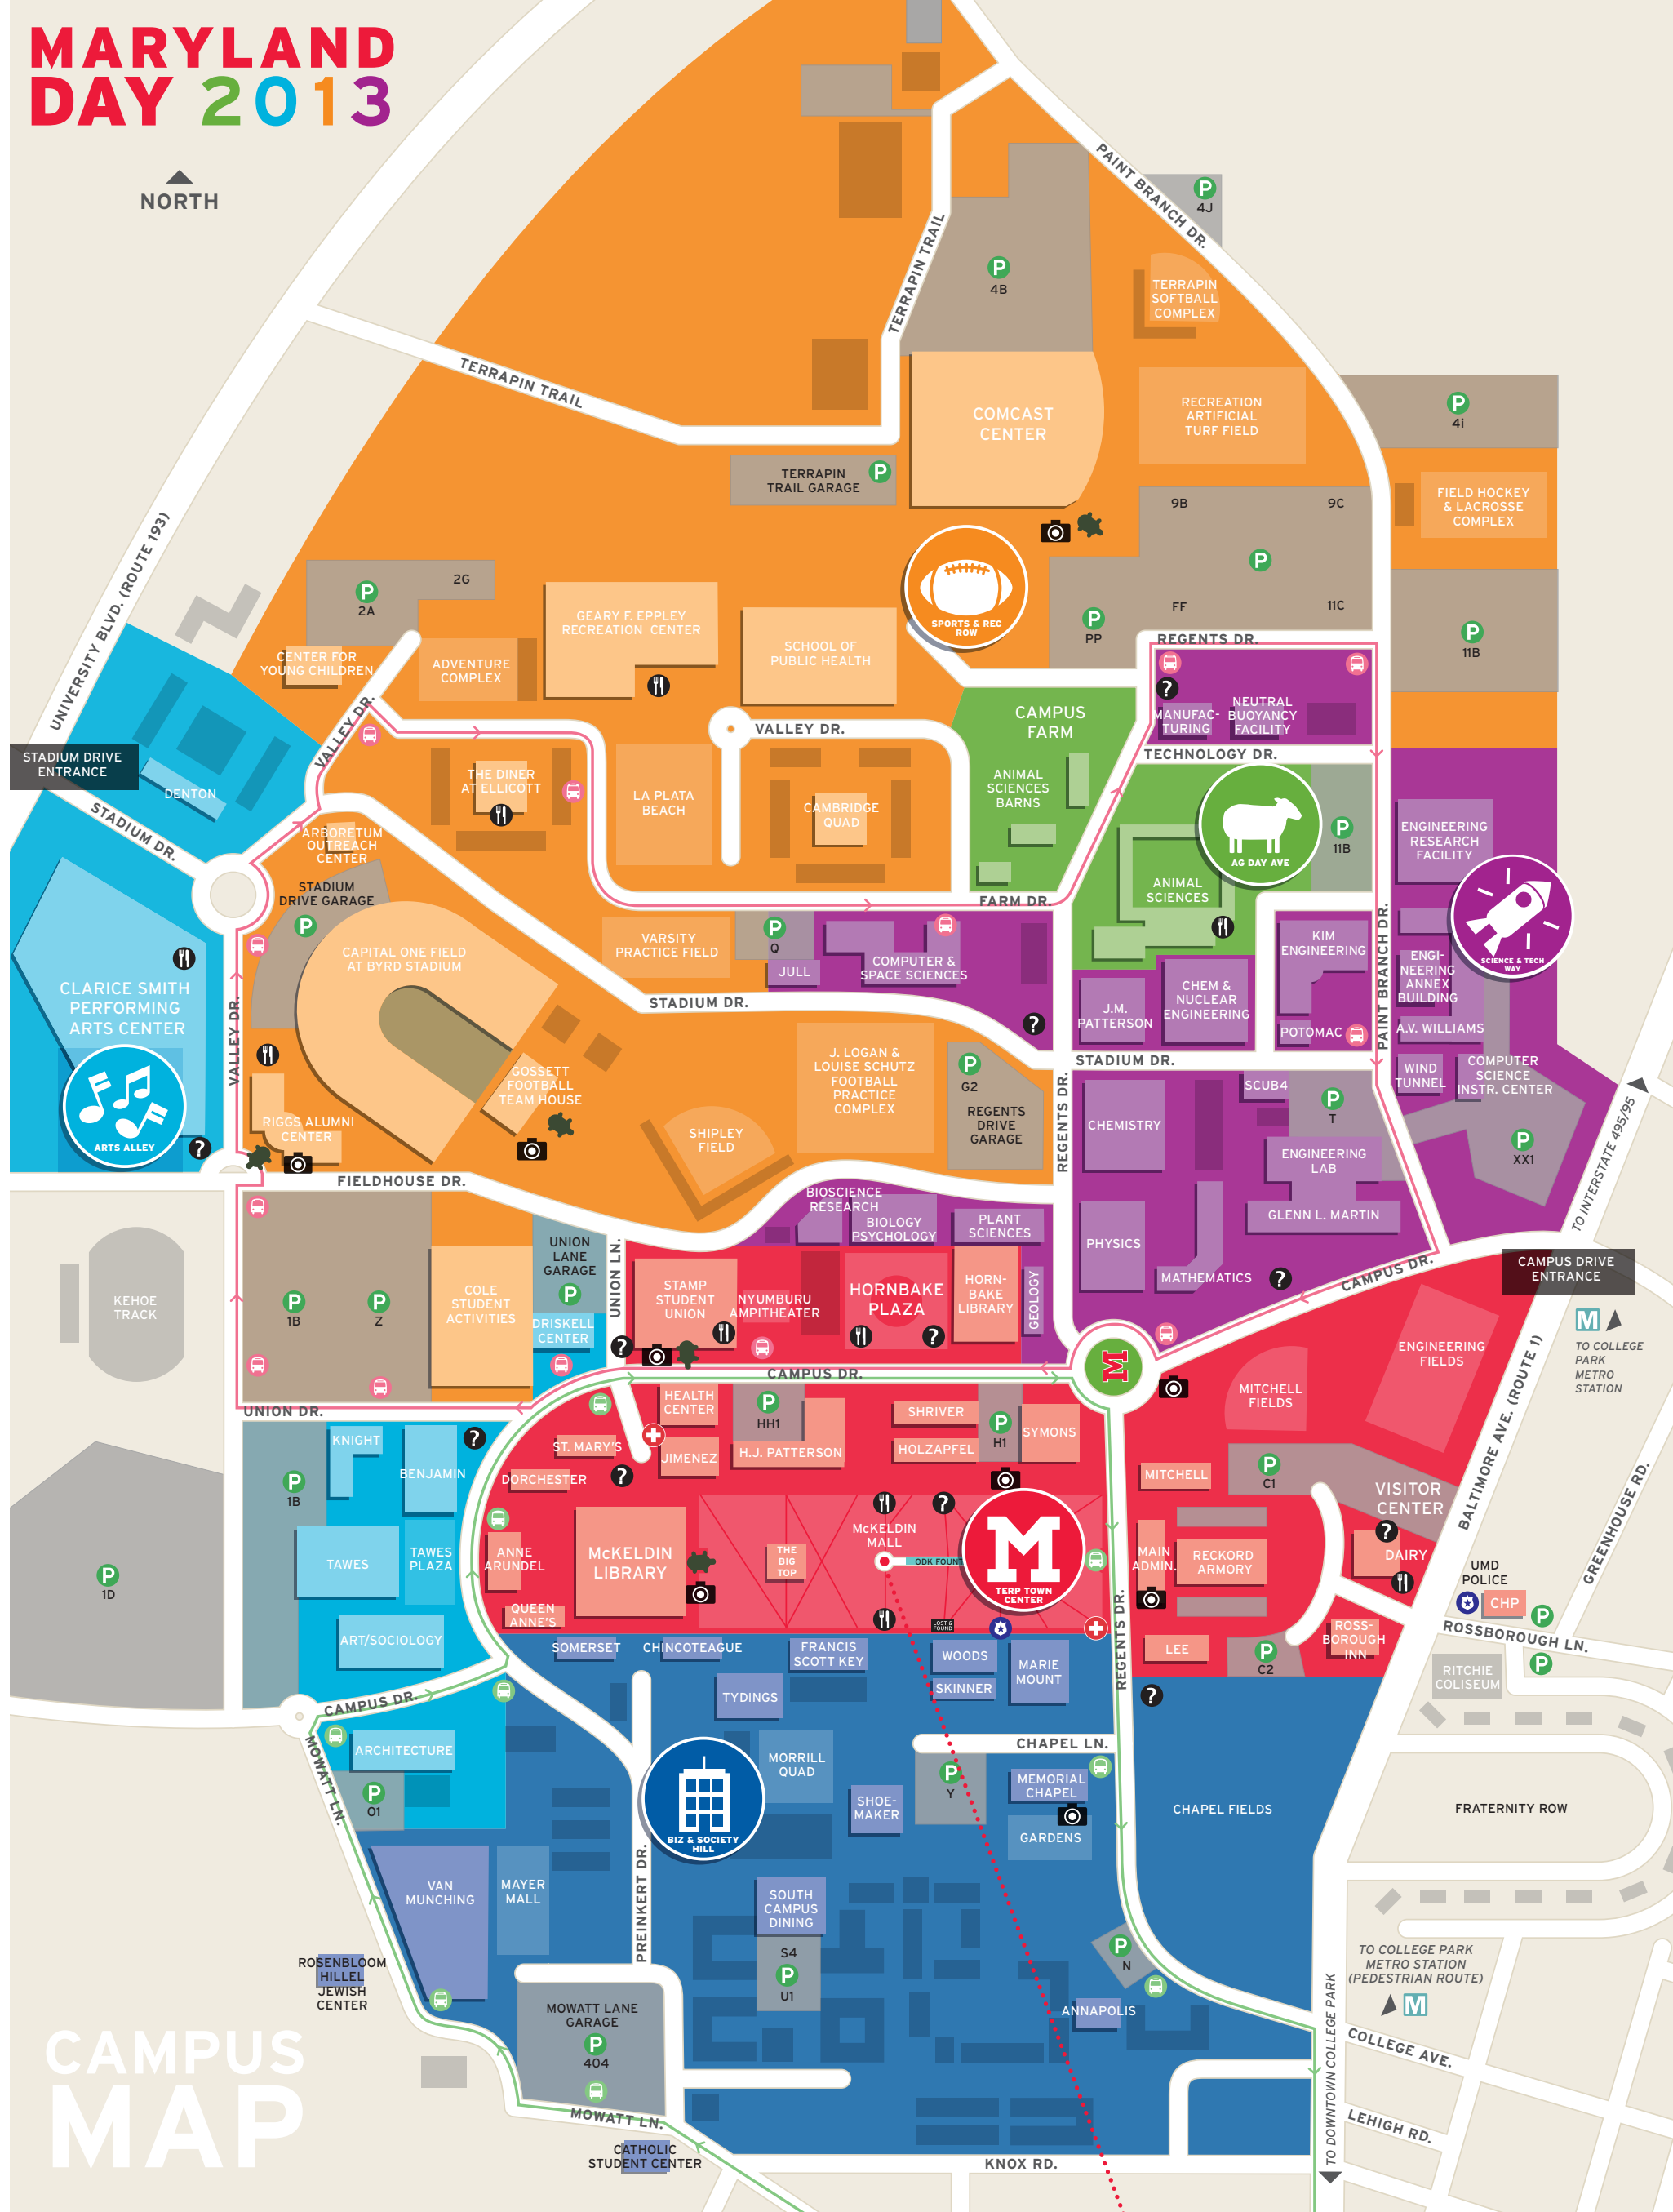 MARYLAND
DAY 2013
NORTH
PAINT BRANCH DR.
P
4J
TERRAPIN TRAIL
P
4B
TERRAPIN
SOFTBALL
COMPLEX
TERRAPIN TRAIL
COMCAST
CENTER
RECREATION
ARTIFICIAL
TURF FIELD
P
4i
TERRAPIN
TRAIL GARAGE
P
9B
9C
FIELD HOCKEY
& LACROSSE
COMPLEX
UNIVERSITY BLVD. (ROUTE 193)
P
2A
2G
GEARY F. EPPLEY
RECREATION CENTER
SCHOOL OF
PUBLIC HEALTH
SPORTS & REC
ROW
P
FF
11C
P
PP
P
11B
CENTER FOR
YOUNG CHILDREN
ADVENTURE
COMPLEX
REGENTS DR.
?
MANUFAC-
TURING
NEUTRAL
BUOYANCY
FACILITY
CAMPUS
FARM
VALLEY DR.
VALLEY DR.
TECHNOLOGY DR.
STADIUM DRIVE
ENTRANCE
DENTON
STADIUM DR.
THE DINER
AT ELLICOTT
LA PLATA
BEACH
CAMBRIDGE
QUAD
ANIMAL
SCIENCES
BARNS
AG DAY AVE
P
11B
ENGINEERING
RESEARCH
FACILITY
ARBORETUM
OUTREACH
CENTER
STADIUM
DRIVE GARAGE
P
ANIMAL
SCIENCES
FARM DR.
CAPITAL ONE FIELD
AT BYRD STADIUM
VARSITY
PRACTICE FIELD
P
Q
JULL
COMPUTER &
SPACE SCIENCES
KIM
ENGINEERING
PAINT BRANCH DR.
ENGI-
NEERING
ANNEX
BUILDING
SCIENCE & TECH
WAY
CLARICE SMITH
PERFORMING
ARTS CENTER
ARTS ALLEY
?
VALLEY DR.
STADIUM DR.
?
J.M.
PATTERSON
CHEM &
NUCLEAR
ENGINEERING
POTOMAC
A.V. WILLIAMS
STADIUM DR.
WIND
TUNNEL
COMPUTER
SCIENCE
INSTR. CENTER
TO INTERSTATE 495/95
GOSSETT
FOOTBALL
TEAM HOUSE
J. LOGAN &
LOUISE SCHUTZ
FOOTBALL
PRACTICE
COMPLEX
P
G2
REGENTS
DRIVE
GARAGE
REGENTS DR.
SCUB4
P
T
CHEMISTRY
ENGINEERING
LAB
P
XX1
RIGGS ALUMNI
CENTER
SHIPLEY
FIELD
FIELDHOUSE DR.
BIOSCIENCE
RESEARCH
BIOLOGY
PSYCHOLOGY
PLANT
SCIENCES
GLENN L. MARTIN
PHYSICS
MATHEMATICS
?
CAMPUS DR.
CAMPUS DRIVE
ENTRANCE
KEHOE
TRACK
P
1B
P
Z
COLE
STUDENT
ACTIVITIES
UNION
LANE
GARAGE
P
DRISKELL
CENTER
UNION LN.
STAMP
STUDENT
UNION
NYUMBURU
AMPITHEATER
HORNBAKE
PLAZA
?
HORN-
BAKE
LIBRARY
GEOLOGY
?
M
ENGINEERING
FIELDS
M
TO COLLEGE
PARK
METRO
STATION
CAMPUS DR.
MITCHELL
FIELDS
BALTIMORE AVE. (ROUTE 1)
UNION DR.
HEALTH
CENTER
P
HH1
SHRIVER
P
H1
SYMONS
KNIGHT
BENJAMIN
?
ST. MARY'S
JIMENEZ
H.J. PATTERSON
HOLZAPFEL
P
1B
DORCHESTER
?
MITCHELL
P
C1
VISITOR
CENTER
?
GREENHOUSE RD.
P
1D
TAWES
TAWES
PLAZA
ANNE
ARUNDEL
McKELDIN
LIBRARY
THE
BIG
TOP
McKELDIN
MALL
?
ODK FOUNT
M
TERP TOWN
CENTER
MAIN
ADMIN.
RECKORD
ARMORY
DAIRY
UMD
POLICE
CHP
P
QUEEN
ANNE'S
LOST &
FOUND
REGENTS DR.
ART/SOCIOLOGY
SOMERSET
CHINCOTEAGUE
FRANCIS
SCOTT KEY
WOODS
SKINNER
MARIE
MOUNT
LEE
P
C2
ROSS-
BOROUGH
INN
ROSSBOROUGH LN.
P
RITCHIE
COLISEUM
?
TYDINGS
CAMPUS DR.
MOWATT LN.
ARCHITECTURE
P
O1
MORRILL
QUAD
BIZ & SOCIETY
HILL
CHAPEL LN.
P
Y
MEMORIAL
CHAPEL
SHOE-
MAKER
GARDENS
CHAPEL FIELDS
FRATERNITY ROW
VAN
MUNCHING
MAYER
MALL
PREINKERT DR.
SOUTH
CAMPUS
DINING
S4
P
U1
P
N
TO COLLEGE PARK
METRO STATION
(PEDESTRIAN ROUTE)
M
ROSENBLOOM
HILLEL
JEWISH
CENTER
MOWATT LANE
GARAGE
P
404
ANNAPOLIS
COLLEGE AVE.
TO DOWNTOWN COLLEGE PARK
LEHIGH RD.
CAMPUS
MAP
MOWATT LN.
CATHOLIC
STUDENT CENTER
KNOX RD.